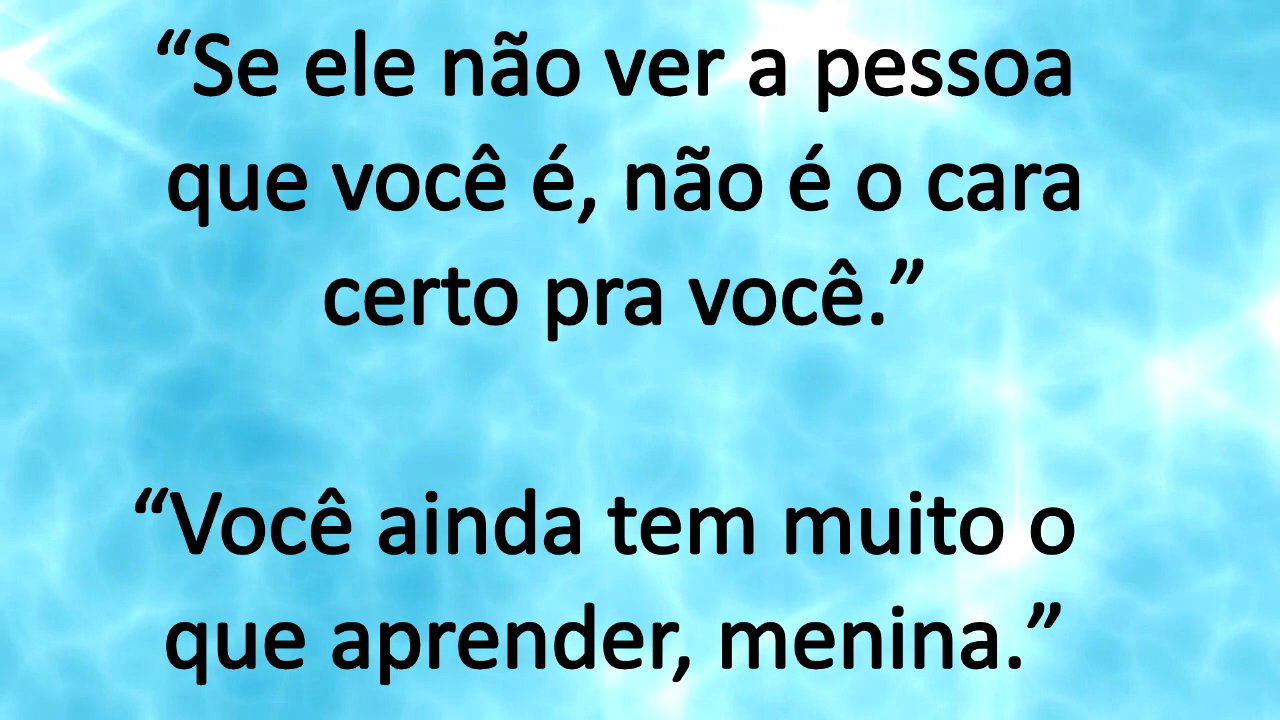 “Se ele não ver a pessoa
que você é, não é o cara
certo pra você.”
“Você ainda tem muito o
que aprender, menina.”